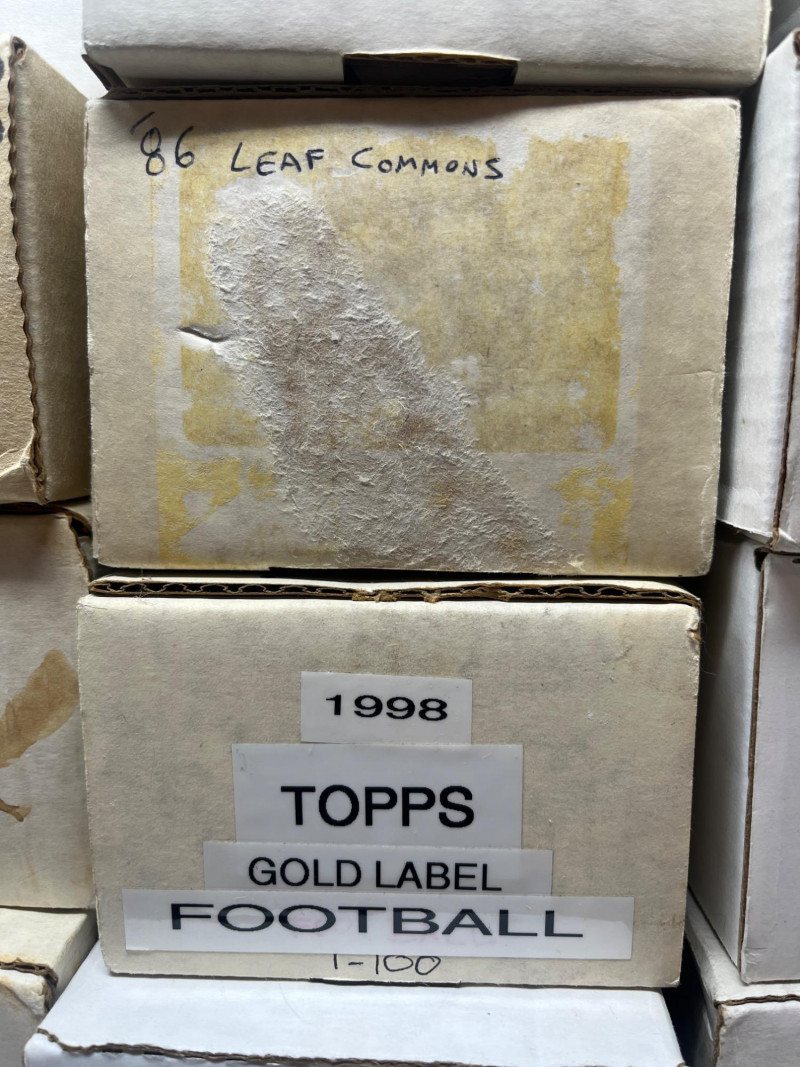 '86 LEAF COMMONS
1998
TOPPS
GOLD LABEL
FOOTBALL
1-100